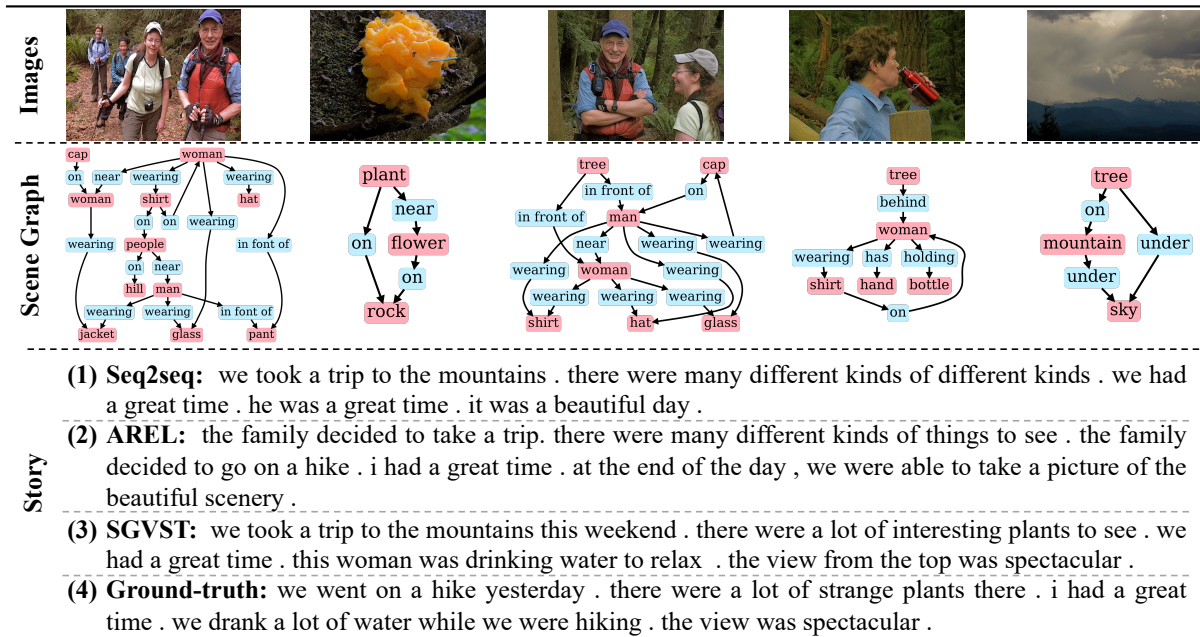 Images
Scene Graph
cap woman
on near wearing wearing
woman shirt hat
on on wearing
wearing people in font of
on near
hill man
wearing wearing in front of
jacket glass pant
plant
near
on flower
on
rock
tree cap
in front of on
in front of man
near wearing wearing
wearing woman wearing
wearing wearing wearing
shirt hat glass
tree
behind
woman
wearing has holding
shirt hand bottle
on
tree
on
mountain under
under
sky
Story
(1) Seq2seq: we took a trip to the mountains . there were many different kinds of different kinds . we had
a great time . he was a great time . it was a beautiful day .
(2) AREL: the family decided to take a trip. there were many different kinds of things to see . the family
decided to go on a hike . i had a great time . at the end of the day , we were able to take a picture of the
beautiful scenery .
(3) SGVST: we took a trip to the mountains this weekend . there were a lot of interesting plants to see . we
had a great time . this woman was drinking water to relax . the view from the top was spectacular .
(4) Ground-truth: we went on a hike yesterday . there were a lot of strange plants there . i had a great
time . we drank a lot of water while we were hiking . the view was spectacular .